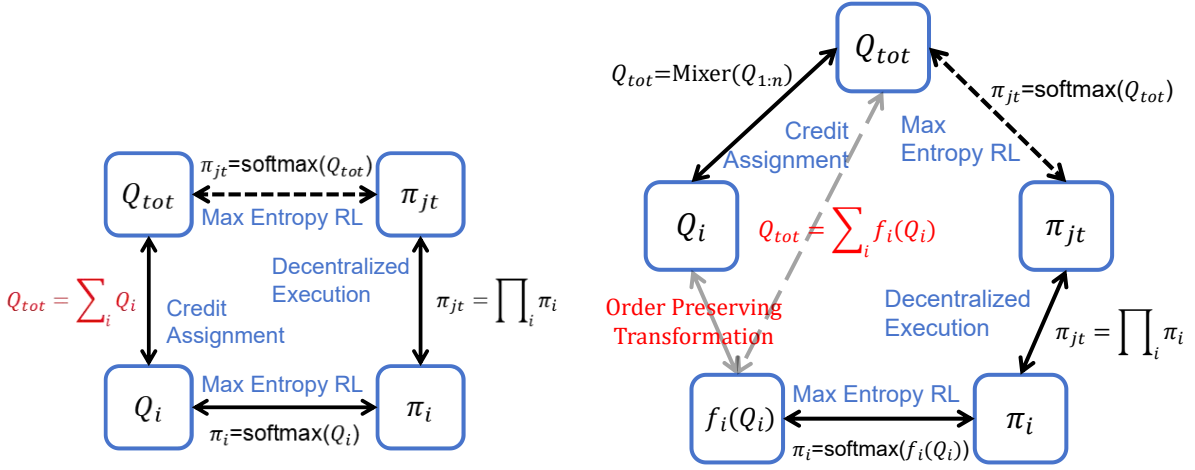 π_jt=softmax(Q_tot)
Q_tot
π_jt
Max Entropy RL
Q_tot = ∑_i Q_i
Credit
Assignment
Decentralized
Execution
π_jt = ∏_i π_i
Q_i
Max Entropy RL
π_i
π_i=softmax(Q_i)
Q_tot
Q_tot=Mixer(Q_1:n)
π_jt=softmax(Q_tot)
Credit
Assignment
Max
Entropy RL
Q_i
Q_tot = ∑_i f_i(Q_i)
π_jt
Order Preserving
Transformation
Decentralized
Execution
π_jt = ∏_i π_i
f_i(Q_i)
Max Entropy RL
π_i
π_i=softmax(f_i(Q_i))